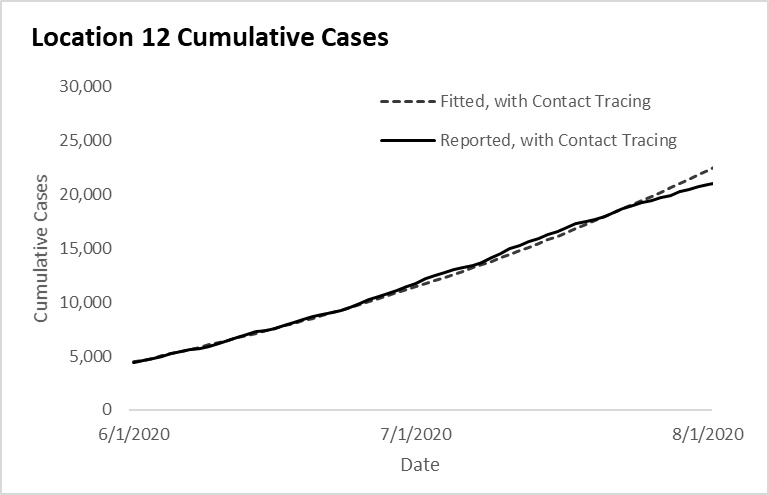 Location 12 Cumulative Cases
30,000
25,000
20,000
15,000
10,000
5,000
0
Cumulative Cases
Fitted, with Contact Tracing
Reported, with Contact Tracing
6/1/2020
7/1/2020
8/1/2020
Date